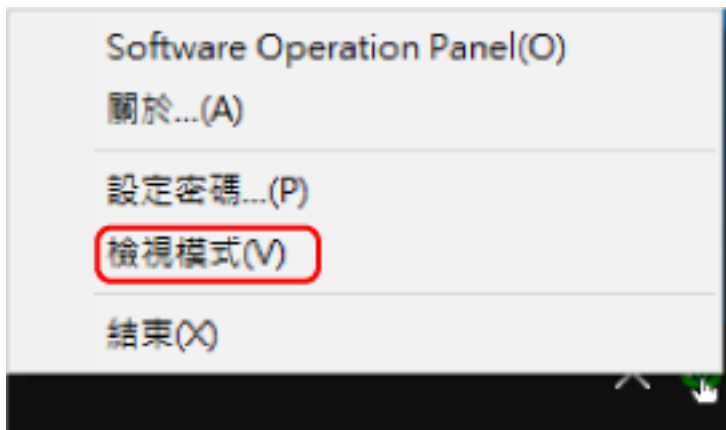 Software Operation Panel(O)
關於...(A)
設定密碼...(P)
檢視模式(V)
結束(X)